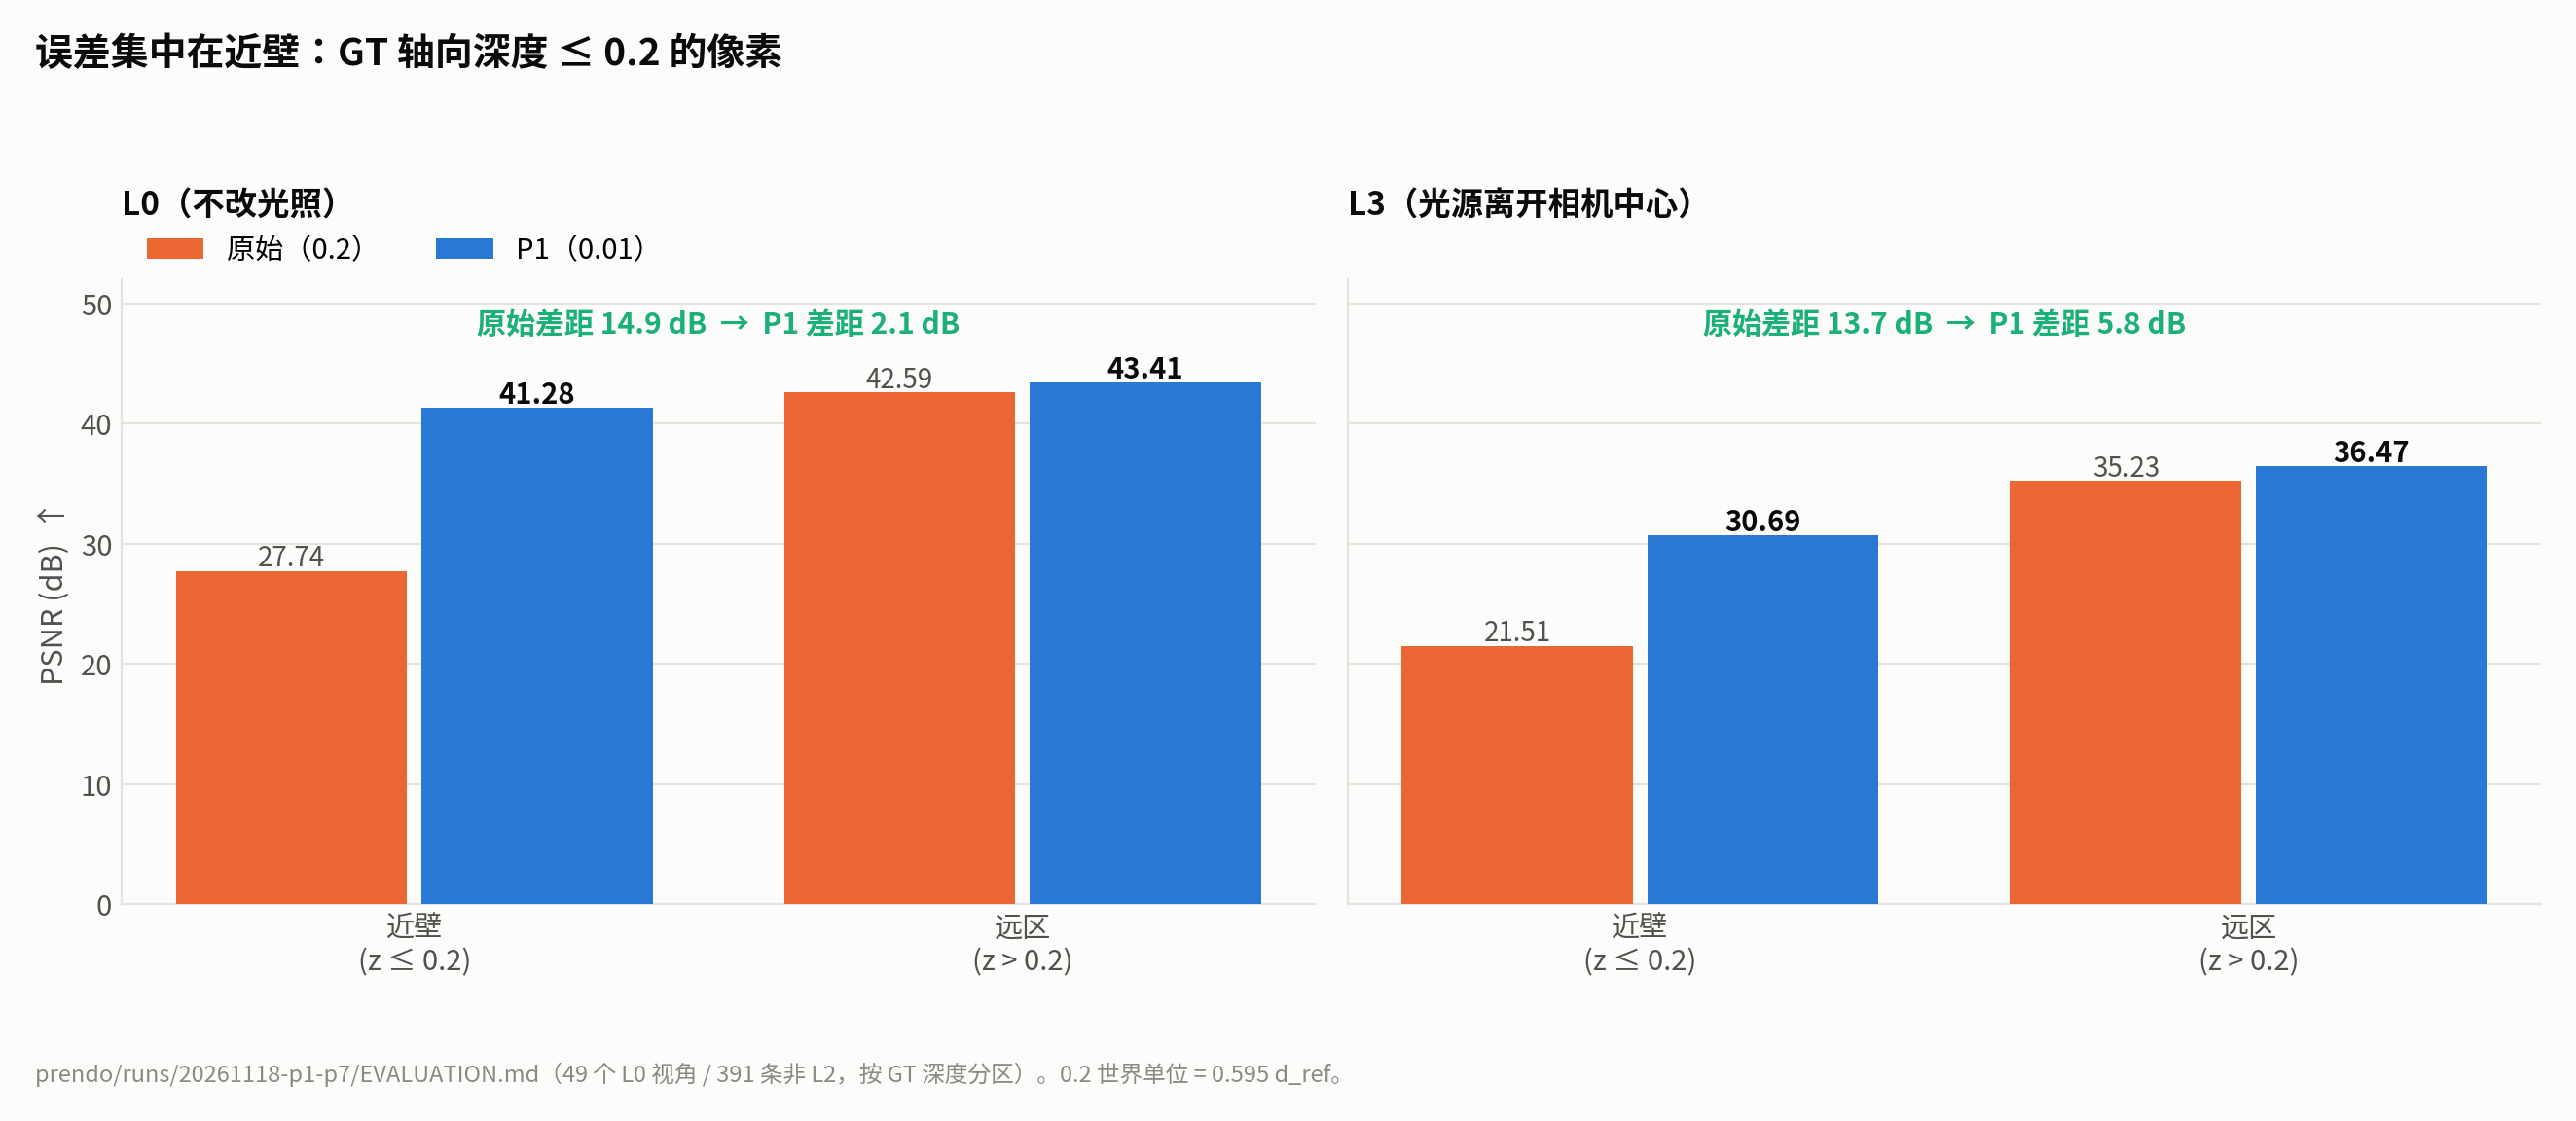 误差集中在近壁：GT 轴向深度 ≤ 0.2 的像素
L0（不改光照）
原始（0.2）
P1（0.01）
原始差距 14.9 dB → P1 差距 2.1 dB
PSNR (dB) ↑
50
40
30
20
10
0
27.74
41.28
42.59
43.41
近壁
(z ≤ 0.2)
远区
(z > 0.2)
L3（光源离开相机中心）
原始差距 13.7 dB → P1 差距 5.8 dB
21.51
30.69
35.23
36.47
近壁
(z ≤ 0.2)
远区
(z > 0.2)
prendo/runs/20261118-p1-p7/EVALUATION.md（49 个 L0 视角 / 391 条非 L2，按 GT 深度分区）。0.2 世界单位 = 0.595 d_ref。